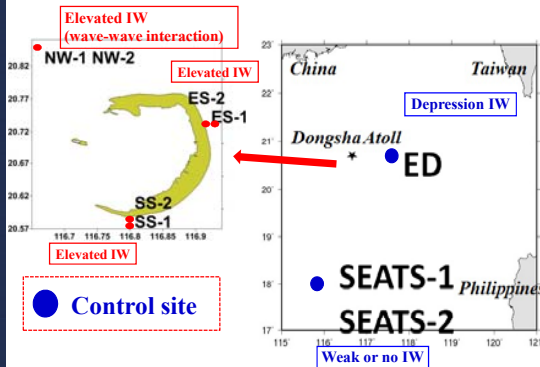 Elevated IW
(wave-wave interaction)
NW-1 NW-2
Elevated IW
ES-2
ES-1
SS-2
SS-1
Elevated IW
20.82
20.77
20.72
20.67
20.62
20.57
116.7 116.75 116.8 116.85 116.9
Control site
China
Taiwan
Depression IW
Dongsha Atoll
ED
SEATS-1
Philippine
SEATS-2
Weak or no IW
23
22
21
20
19
18
17
115 116 117 118 119 120 121